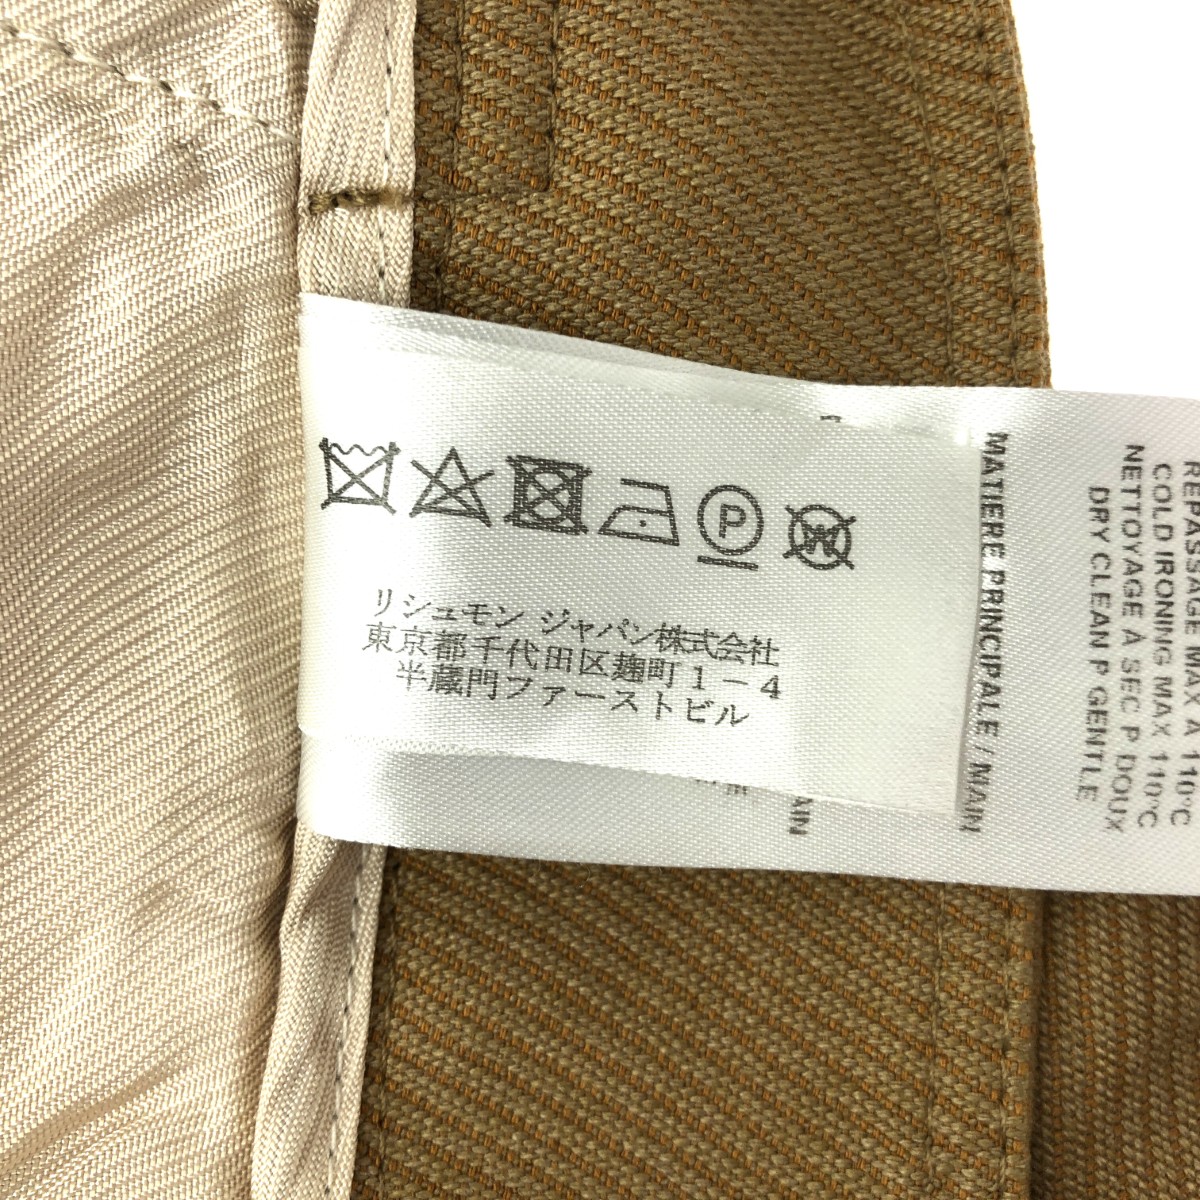 P
W
リシュモン ジャパン株式会社
東京都千代田区麹町1-4
半蔵門ファーストビル
REPASSAGE MAX À 110°C
COLD IRONING MAX 110°C
NETTOYAGE À SEC P DOUX
DRY CLEAN P GENTLE
MATIERE PRINCIPALE / MAIN